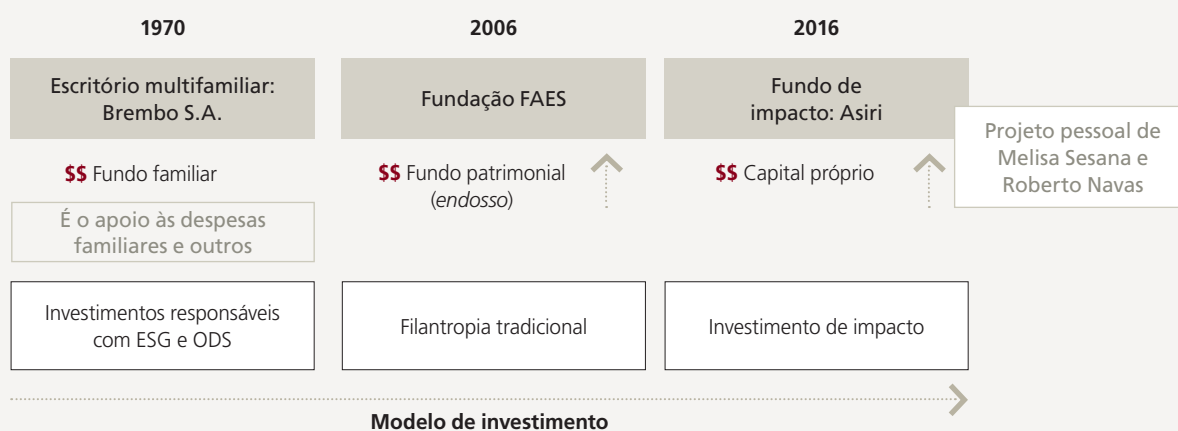 1970
Escritório multifamiliar:
Brembo S.A.
$$ Fundo familiar
É o apoio às despesas
familiares e outros
Investimentos responsáveis
com ESG e ODS
2006
Fundação FAES
$$ Fundo patrimonial
(endosso)
Filantropia tradicional
2016
Fundo de
impacto: Asiri
$$ Capital próprio
Investimento de impacto
Projeto pessoal de
Melisa Sesana e
Roberto Navas
Modelo de investimento